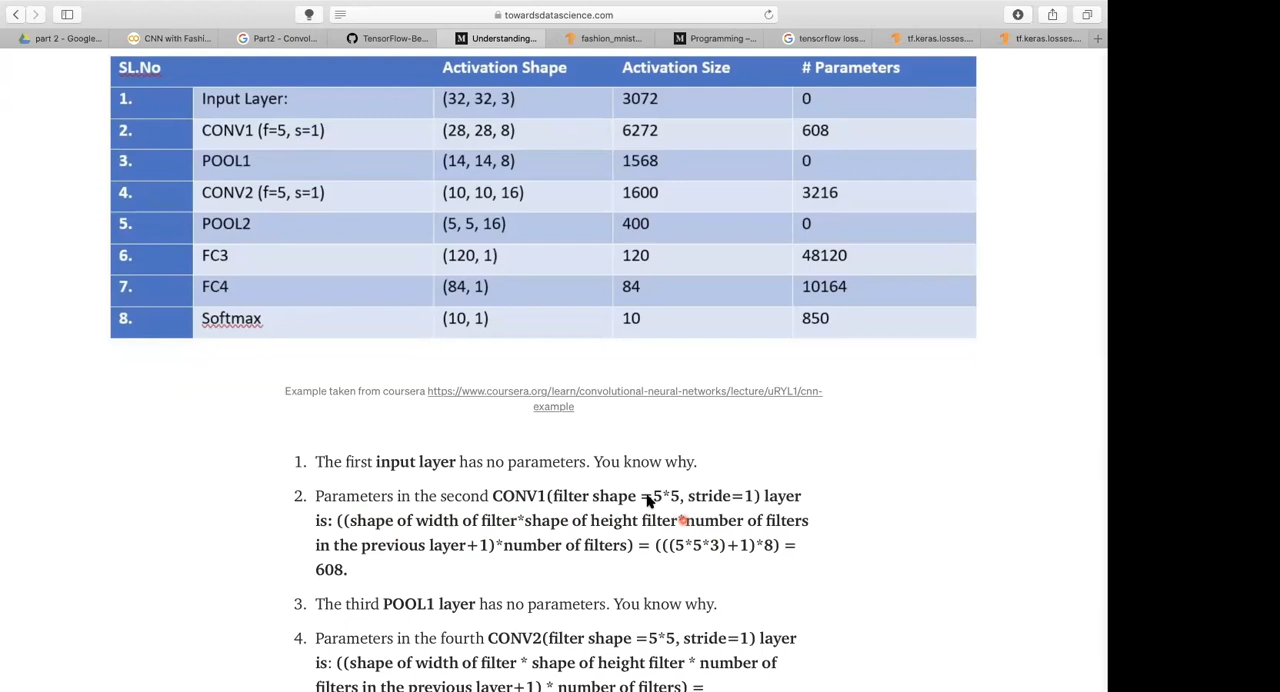 towardsdatascience.com
part 2 - Google...
CNN with Fashi...
Part2 - Convol...
TensorFlow-Be...
Understanding...
fashion_mnist...
Programming –...
tensorflow loss...
tf.keras.losses....
tf.keras.losses....
SL.No Activation Shape Activation Size # Parameters
1. Input Layer: (32, 32, 3) 3072 0
2. CONV1 (f=5, s=1) (28, 28, 8) 6272 608
3. POOL1 (14, 14, 8) 1568 0
4. CONV2 (f=5, s=1) (10, 10, 16) 1600 3216
5. POOL2 (5, 5, 16) 400 0
6. FC3 (120, 1) 120 48120
7. FC4 (84, 1) 84 10164
8. Softmax (10, 1) 10 850
Example taken from coursera https://www.coursera.org/learn/convolutional-neural-networks/lecture/uRYL1/cnn-
example
1. The first input layer has no parameters. You know why.
2. Parameters in the second CONV1(filter shape =5*5, stride=1) layer
is: ((shape of width of filter*shape of height filter*number of filters
in the previous layer+1)*number of filters) = (((5*5*3)+1)*8) =
608.
3. The third POOL1 layer has no parameters. You know why.
4. Parameters in the fourth CONV2(filter shape =5*5, stride=1) layer
is: ((shape of width of filter * shape of height filter * number of
filters in the previous layer+1) * number of filters) =